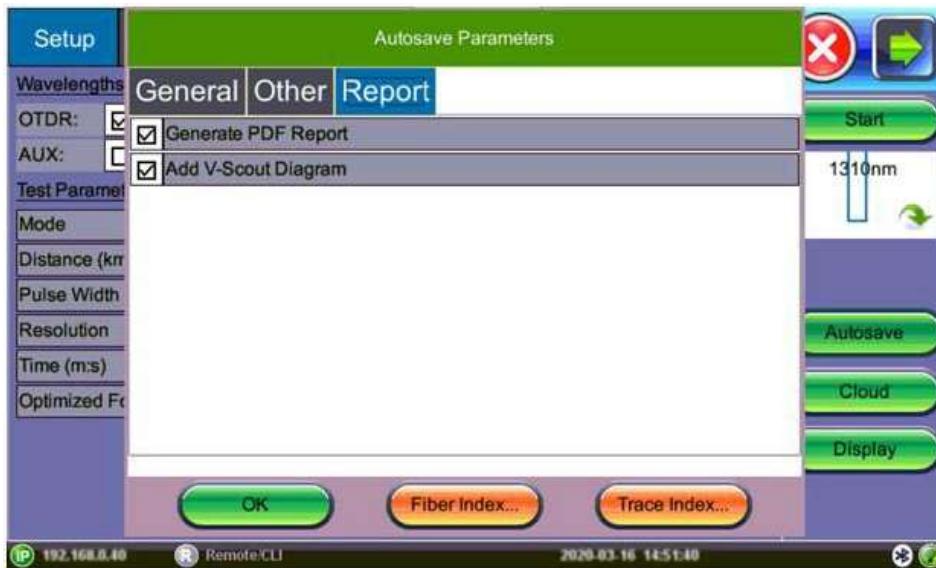 Setup
Autosave Parameters
General Other Report
Generate PDF Report
Add V-Scout Diagram
Wavelengths
OTDR:
AUX:
Test Paramet
Mode
Distance (km
Pulse Width
Resolution
Time (m:s)
Optimized Fo
Start
1310nm
Autosave
Cloud
Display
OK
Fiber Index...
Trace Index...
IP 192.168.0.40
R Remote/CLI
2020-03-16 14:51:40